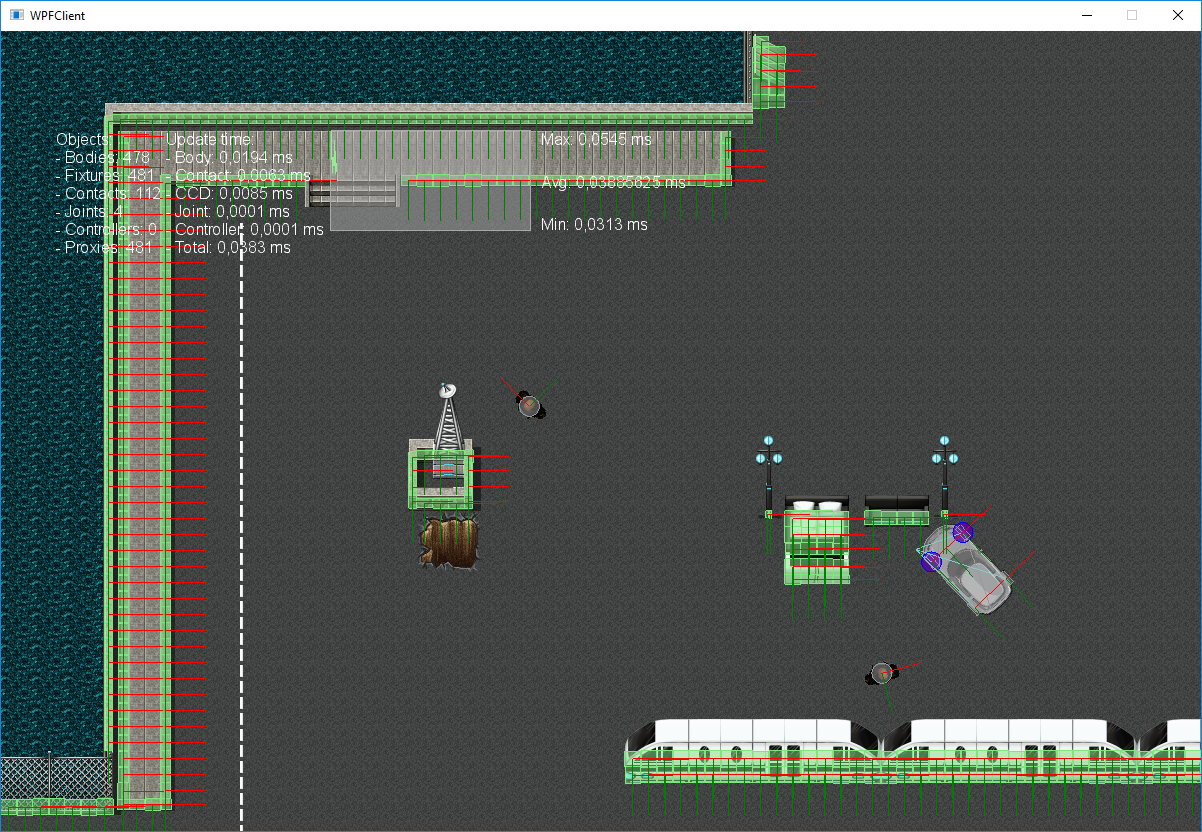 WPFClient
Objects:
- Bodies: 478
- Fixtures: 481
- Contacts: 112
- Joints: 4
- Controllers: 0
- Proxies: 481
Update time:
- Body: 0,0194 ms
- Contact: 0,0063 ms
- CCD: 0,0085 ms
- Joint: 0,0001 ms
- Controller: 0,0001 ms
- Total: 0,0383 ms
Max: 0,0545 ms
Avg: 0,03885625 ms
Min: 0,0313 ms